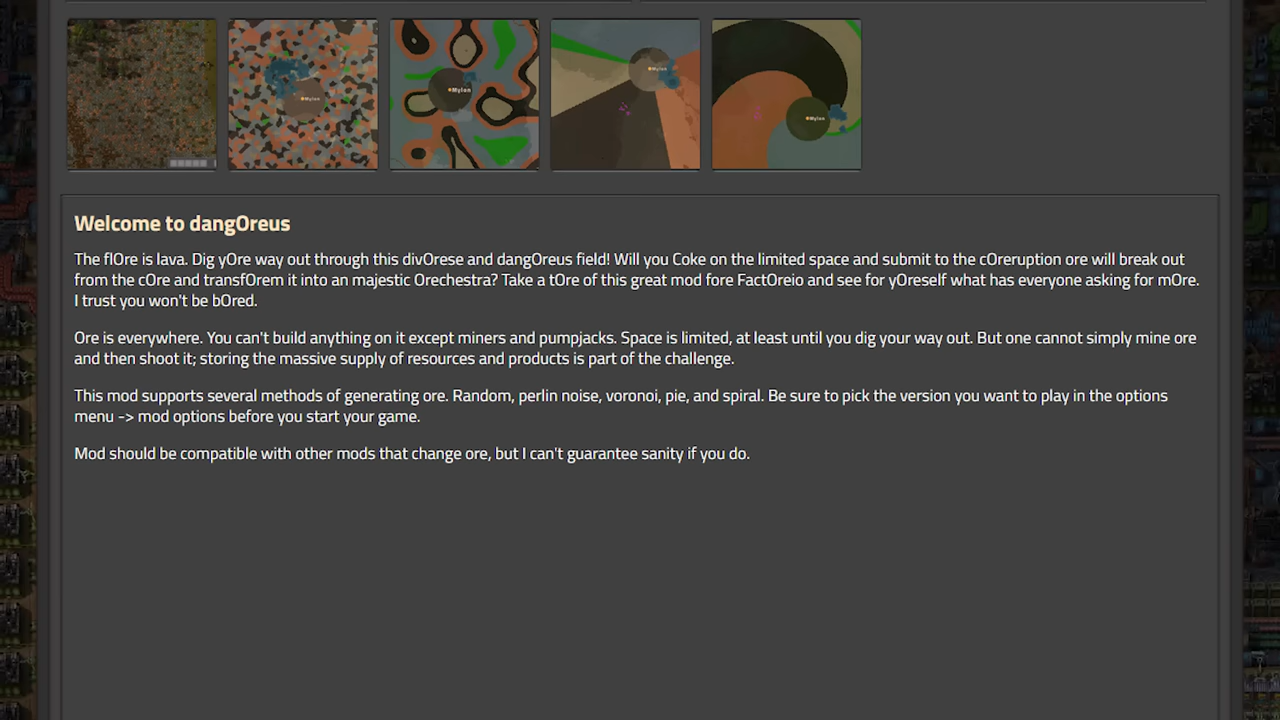 Mylon
Mylon
Mylon
Mylon
Welcome to dangOreus
The flOre is lava. Dig yOre way out through this divOrese and dangOreus field! Will you Coke on the limited space and submit to the cOreruption ore will break out
from the cOre and transfOrem it into an majestic Orechestra? Take a tOre of this great mod fore FactOreio and see for yOreself what has everyone asking for mOre.
I trust you won't be bOred.
Ore is everywhere. You can't build anything on it except miners and pumpjacks. Space is limited, at least until you dig your way out. But one cannot simply mine ore
and then shoot it; storing the massive supply of resources and products is part of the challenge.
This mod supports several methods of generating ore. Random, perlin noise, voronoi, pie, and spiral. Be sure to pick the version you want to play in the options
menu -> mod options before you start your game.
Mod should be compatible with other mods that change ore, but I can't guarantee sanity if you do.